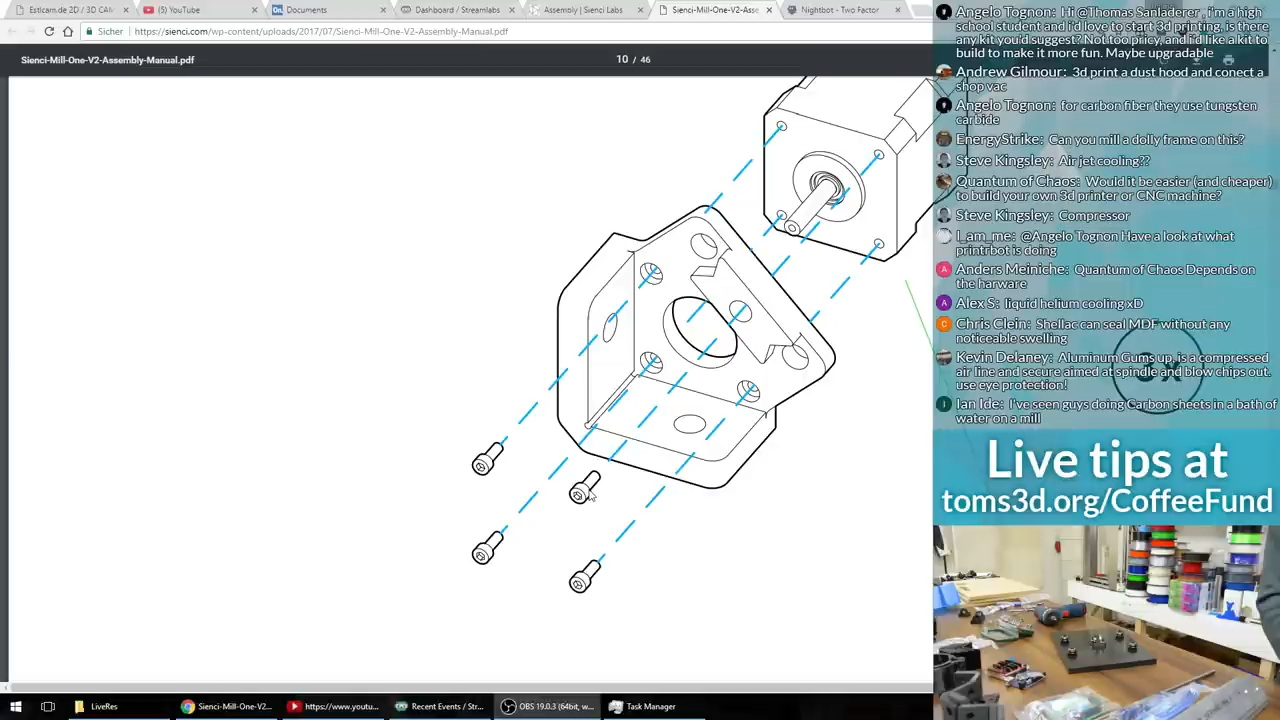 Estlcam.de 2D / 3D CAM
(5) YouTube
Documents
Dashboard / Streamlabs
Assembly | Sienci Labs
Sienci-Mill-One-V2-Asse
Nightbot - Two Factor
Sicher
https://sienci.com/wp-content/uploads/2017/07/Sienci-Mill-One-V2-Assembly-Manual.pdf
Sienci-Mill-One-V2-Assembly-Manual.pdf
10 / 46
Angelo Tognon: Hi @Thomas Sanladerer , i'm a high
school student and i'd love to start 3d printing, is there
any kit you'd suggest? Not too pricy, and i'd like a kit to
build to make it more fun. Maybe upgradable
Andrew Gilmour: 3d print a dust hood and conect a
shop vac
Angelo Tognon: for carbon fiber they use tungsten
carbide
EnergyStrike: Can you mill a dolly frame on this?
Steve Kingsley: Air jet cooling??
Quantum of Chaos: Would it be easier (and cheaper)
to build your own 3d printer or CNC machine?
Steve Kingsley: Compressor
I_am_me: @Angelo Tognon Have a look at what
printrbot is doing
Anders Meiniche: Quantum of Chaos Depends on
the harware
Alex S: liquid helium cooling xD
Chris Clein: Shellac can seal MDF without any
noticeable swelling
Kevin Delaney: Aluminum Gums up, is a compressed
air line and secure aimed at spindle and blow chips out.
use eye protection!
3x
Ian Ide: I've seen guys doing Carbon sheets in a bath of
water on a mill
Live tips at
toms3d.org/CoffeeFund
LiveRes
Sienci-Mill-One-V2...
https://www.youtu...
Recent Events / Str...
OBS 19.0.3 (64bit, w...
Task Manager